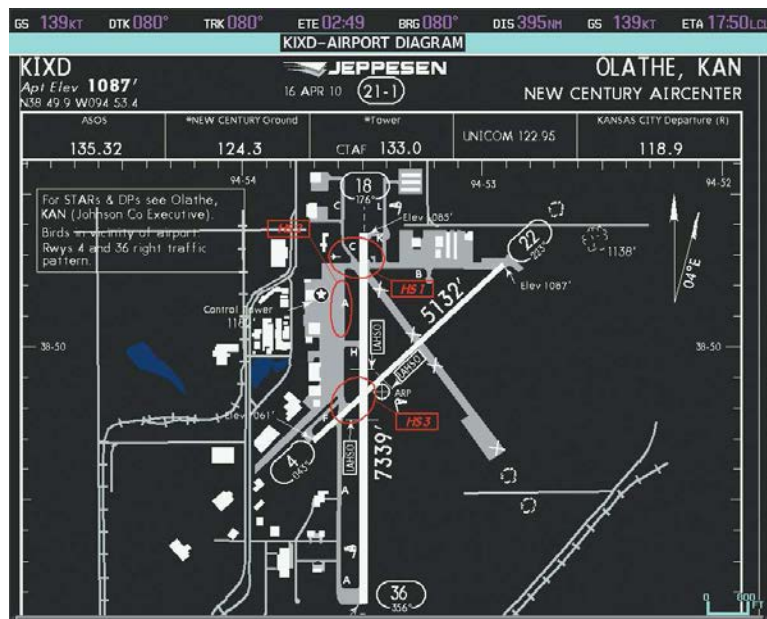 GS 139KT DTK 080° TRK 080° ETE 02:49 BRG 080° DIS 395NM GS 139KT ETA 17:50LCL
KIXD–AIRPORT DIAGRAM
KIXD
JEPPESEN
OLATHE, KAN
Apt Elev 1087'
16 APR 10
21-1
NEW CENTURY AIRCENTER
N38 49.9 W094 53.4
ASOS
135.32
*NEW CENTURY Ground
124.3
*Tower
CTAF 133.0
UNICOM 122.95
KANSAS CITY Departure (R)
118.9
94-54
94-53
94-52
18
176°
For STARs & DPs see Olathe,
KAN (Johnson Co Executive).
Birds in vicinity of airport.
Rwys 4 and 36 right traffic
pattern.
C
L
Elev 1085'
K
C
22
223°
1138'
04°E
B
HS1
Elev 1087'
A
5132'
Control Tower
1182'
38-50
38-50
H
LAHSO
LAHSO
ARP
Elev 1061'
F
HS3
4
043°
LAHSO
7339'
A
A
36
356°
0
FT